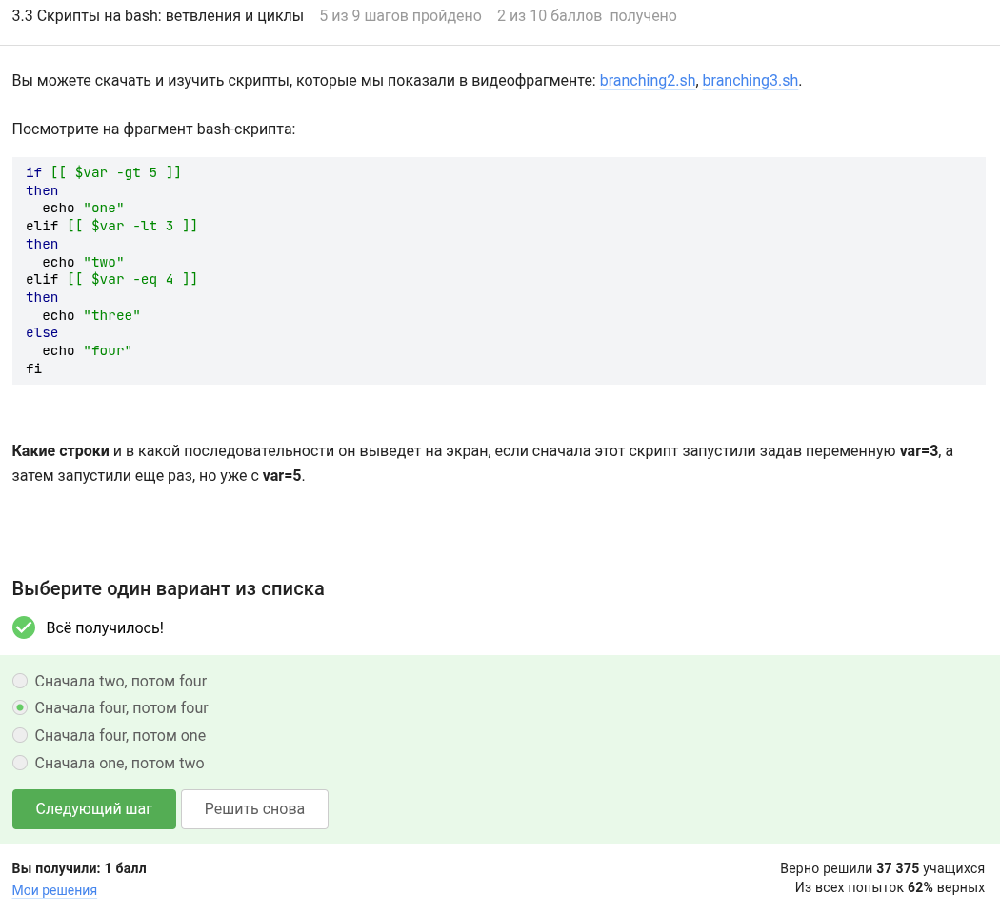 3.3 Скрипты на bash: ветвления и циклы 5 из 9 шагов пройдено 2 из 10 баллов получено
Вы можете скачать и изучить скрипты, которые мы показали в видеофрагменте: branching2.sh, branching3.sh.
Посмотрите на фрагмент bash-скрипта:
if [[ $var -gt 5 ]]
then
  echo "one"
elif [[ $var -lt 3 ]]
then
  echo "two"
elif [[ $var -eq 4 ]]
then
  echo "three"
else
  echo "four"
fi
Какие строки и в какой последовательности он выведет на экран, если сначала этот скрипт запустили задав переменную var=3, а
затем запустили еще раз, но уже с var=5.
Выберите один вариант из списка
Всё получилось!
Сначала two, потом four
Сначала four, потом four
Сначала four, потом one
Сначала one, потом two
Следующий шаг Решить снова
Вы получили: 1 балл
Мои решения
Верно решили 37 375 учащихся
Из всех попыток 62% верных